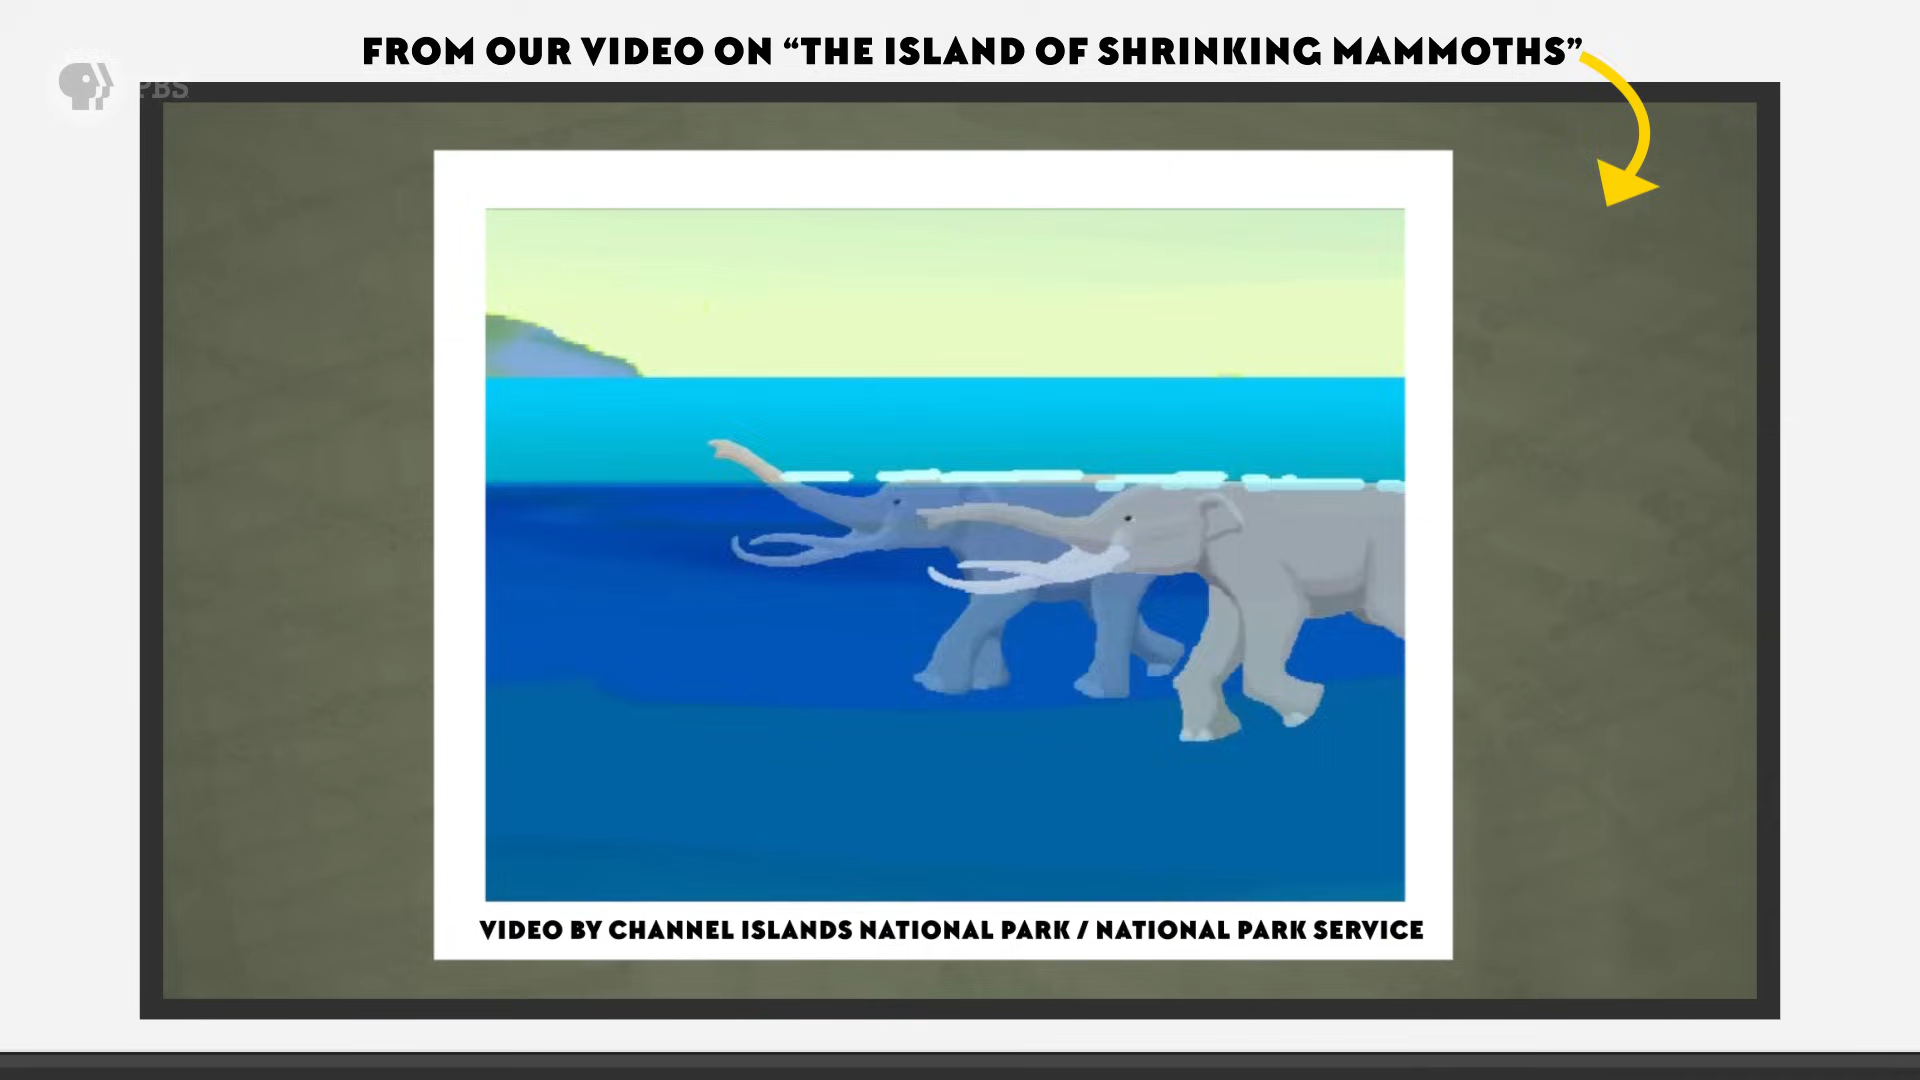 FROM OUR VIDEO ON “THE ISLAND OF SHRINKING MAMMOTHS”
PBS
VIDEO BY CHANNEL ISLANDS NATIONAL PARK / NATIONAL PARK SERVICE